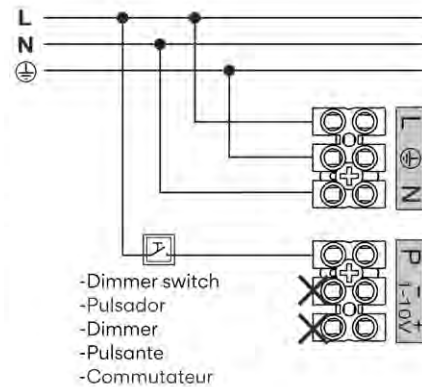 L
N
L
N
P
- +
1-10V
-Dimmer switch
-Pulsador
-Dimmer
-Pulsante
-Commutateur